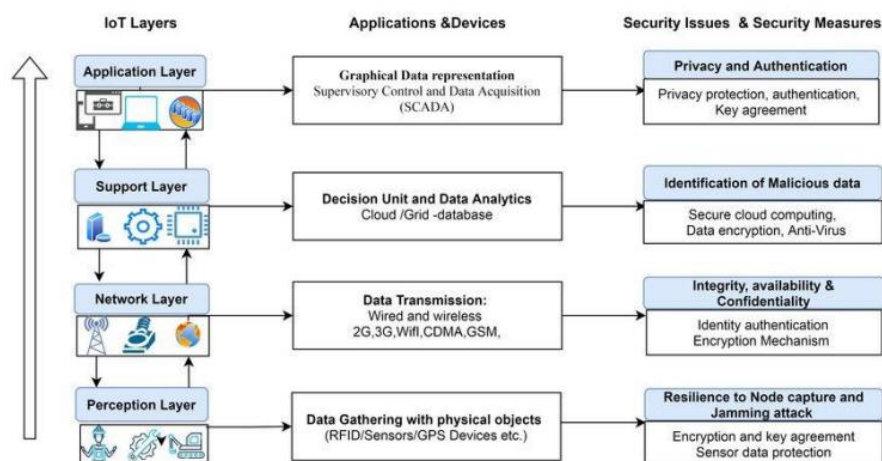 IoT Layers
Applications &Devices
Security Issues & Security Measures
Application Layer
Graphical Data representation
Supervisory Control and Data Acquisition
(SCADA)
Privacy and Authentication
Privacy protection, authentication,
Key agreement
Support Layer
Decision Unit and Data Analytics
Cloud /Grid -database
Identification of Malicious data
Secure cloud computing,
Data encryption, Anti-Virus
Network Layer
Data Transmission:
Wired and wireless
2G,3G,Wifl,CDMA,GSM,
Integrity, availability &
Confidentiality
Identity authentication
Encryption Mechanism
Perception Layer
Data Gathering with physical objects
(RFID/Sensors/GPS Devices etc.)
Resilience to Node capture and
Jamming attack
Encryption and key agreement
Sensor data protection